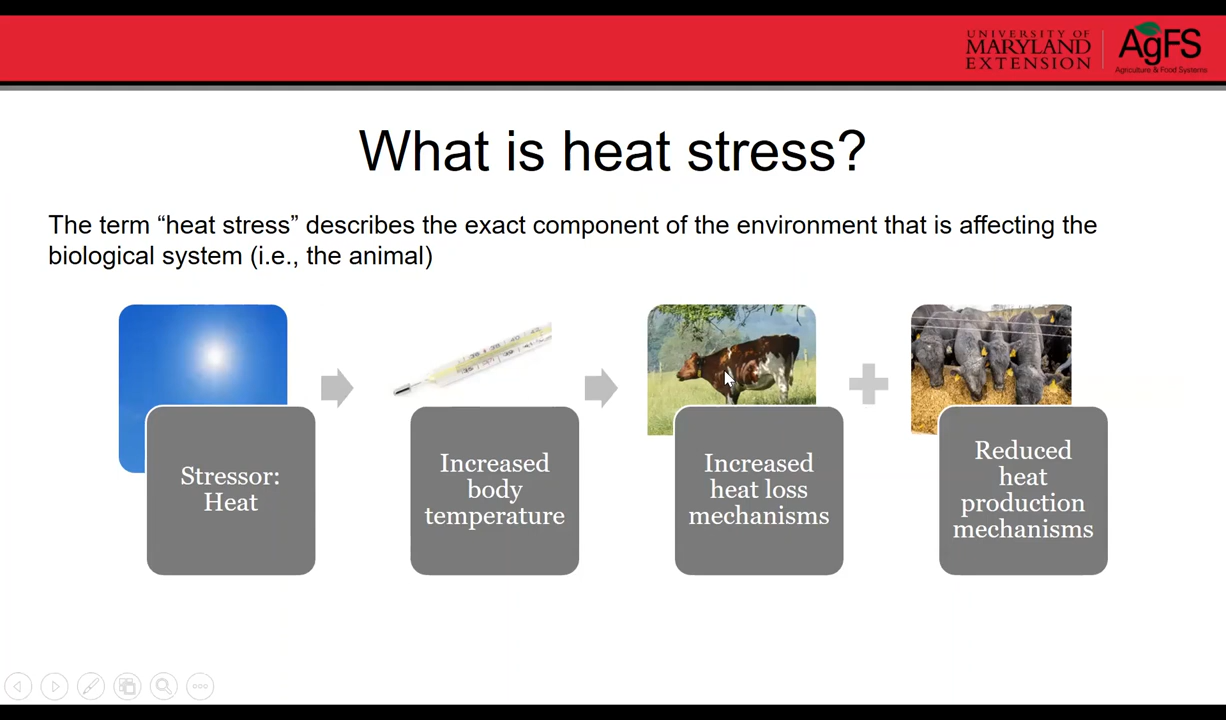 UNIVERSITY OF
MARYLAND
EXTENSION
AgFS
Agriculture & Food Systems
What is heat stress?
The term “heat stress” describes the exact component of the environment that is affecting the
biological system (i.e., the animal)
Stressor:
Heat
Increased
body
temperature
Increased
heat loss
mechanisms
Reduced
heat
production
mechanisms